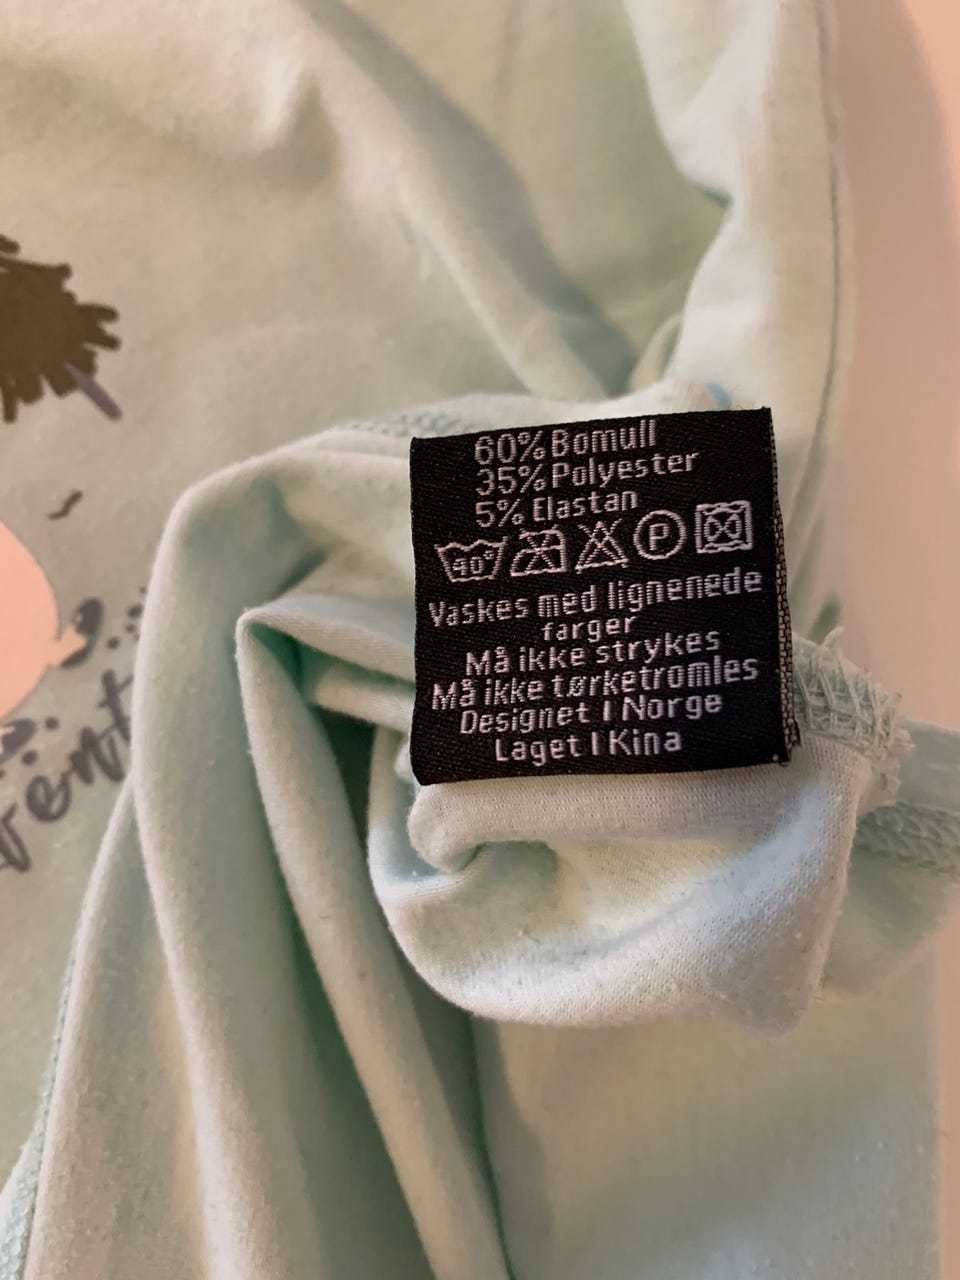 60% Bomull
35% Polyester
5% Elastan
40° P
Vaskes med lignenede
farger
Må ikke strykes
Må ikke tørketromles
Designet I Norge
Laget I Kina